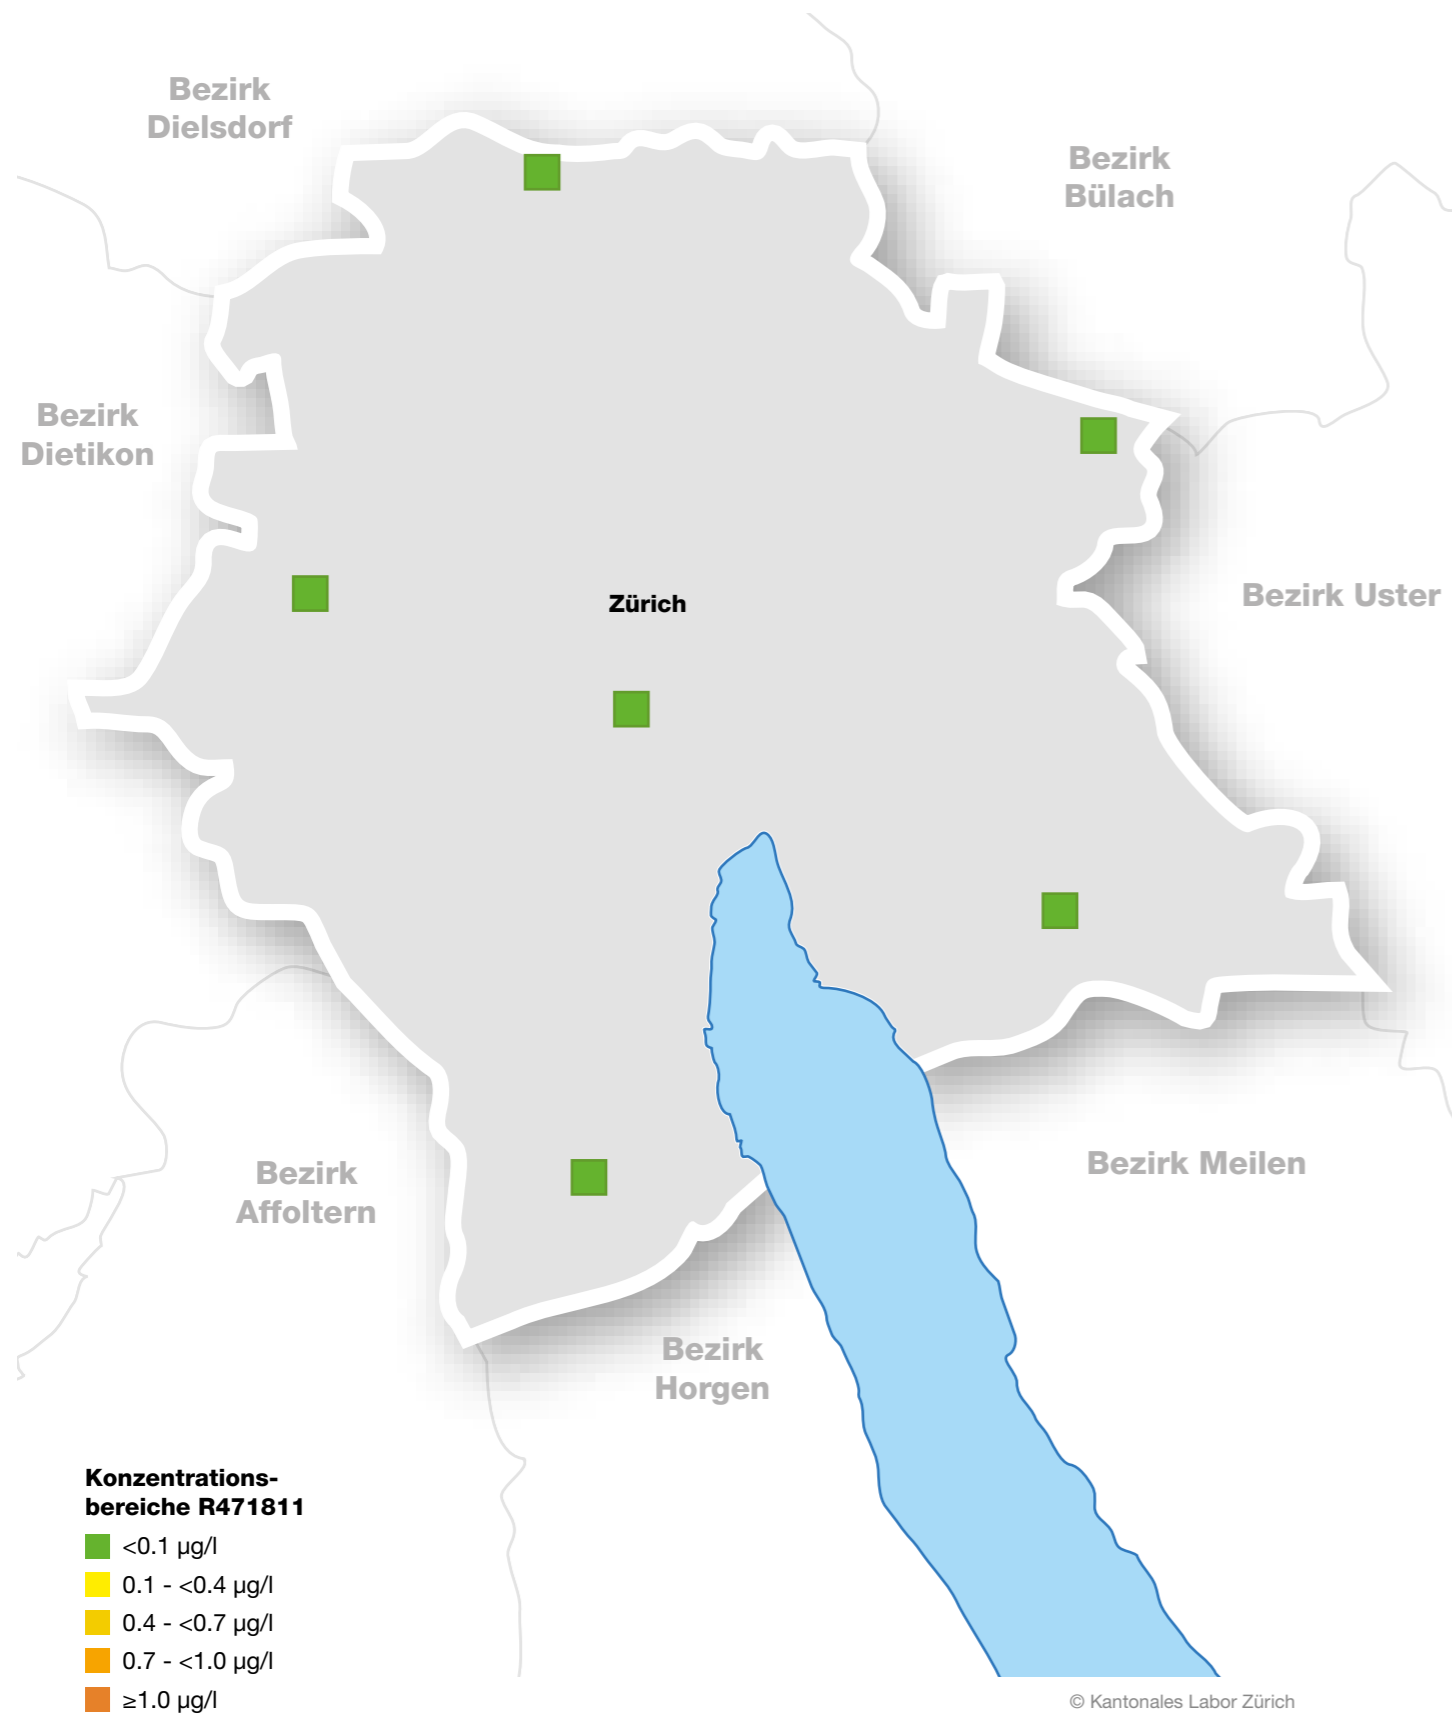 Bezirk
Dielsdorf
Bezirk
Bülach
Bezirk
Dietikon
Bezirk Uster
Zürich
Bezirk Meilen
Bezirk
Affoltern
Bezirk
Horgen
Konzentrations-
bereiche R471811
<0.1 µg/l
0.1 - <0.4 µg/l
0.4 - <0.7 µg/l
0.7 - <1.0 µg/l
≥1.0 µg/l
© Kantonales Labor Zürich